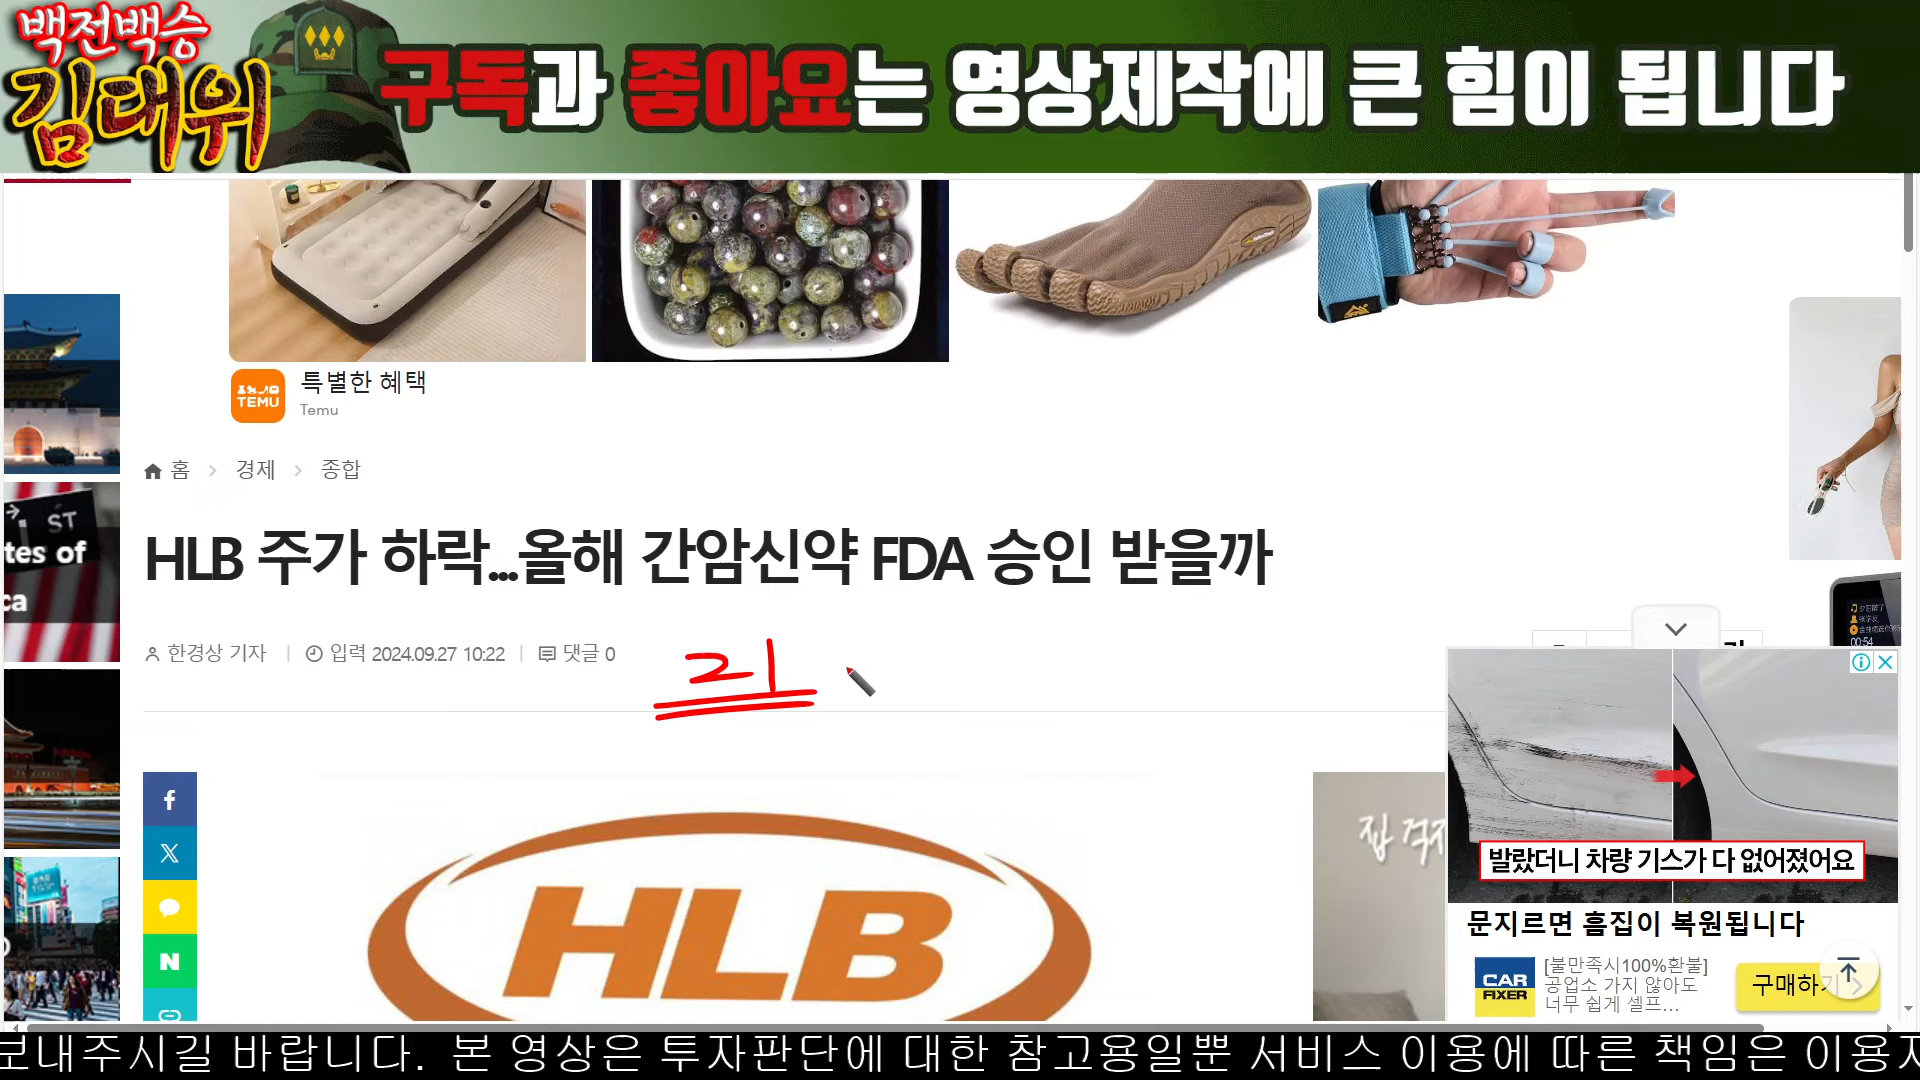 백전백승
김대위
구독과 좋아요는 영상제작에 큰 힘이 됩니다
TEMU
특별한 혜택
Temu
홈 > 경제 > 종합
ST
tes of
ca
HLB 주가 하락...올해 간암신약 FDA 승인 받을까
한경상 기자 | 입력 2024.09.27 10:22 | 댓글 0
21
00:54
f
X
N
HLB
발랐더니 차량 기스가 다 없어졌어요
문지르면 흠집이 복원됩니다
CAR
FIXER
[불만족시100%환불]
공업소 가지 않아도
너무 쉽게 셀프...
구매하기
보내주시길 바랍니다. 본 영상은 투자판단에 대한 참고용일뿐 서비스 이용에 따른 책임은 이용자